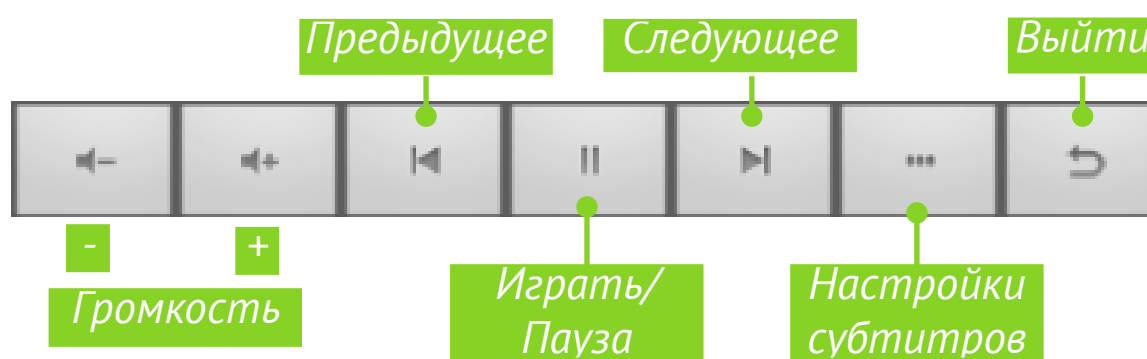 Предыдущее
Следующее
Выйти
-
+
Громкость
Играть/
Пауза
Настройки
субтитров